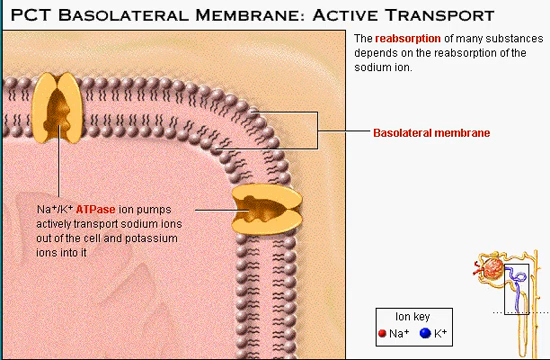 PCT BASOLATERAL MEMBRANE: ACTIVE TRANSPORT
The reabsorption of many substances
depends on the reabsorption of the
sodium ion.
Basolateral membrane
Na+/K+ ATPase ion pumps
actively transport sodium ions
out of the cell and potassium
ions into it
Ion key
Na+ K+